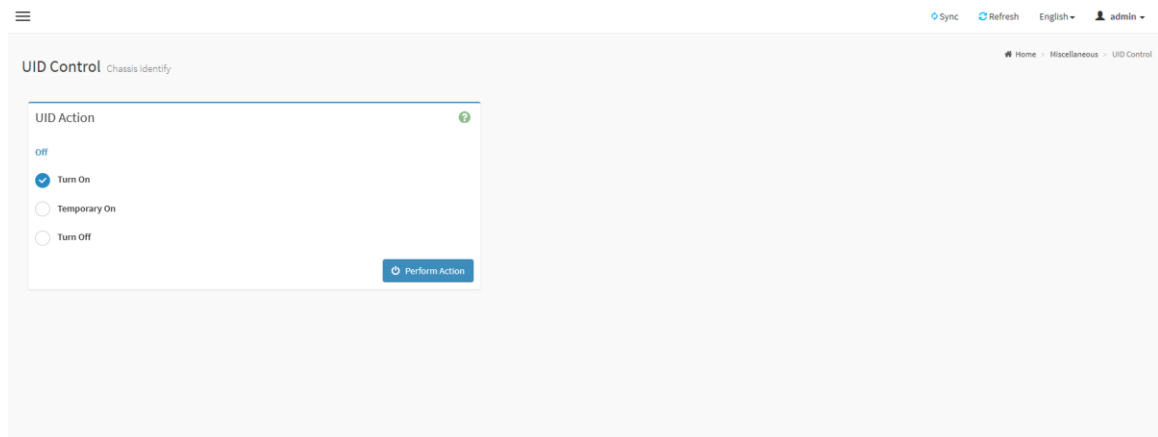 Sync Refresh English admin
Home > Miscellaneous > UID Control
UID Control Chassis Identify
UID Action
Off
Turn On
Temporary On
Turn Off
Perform Action